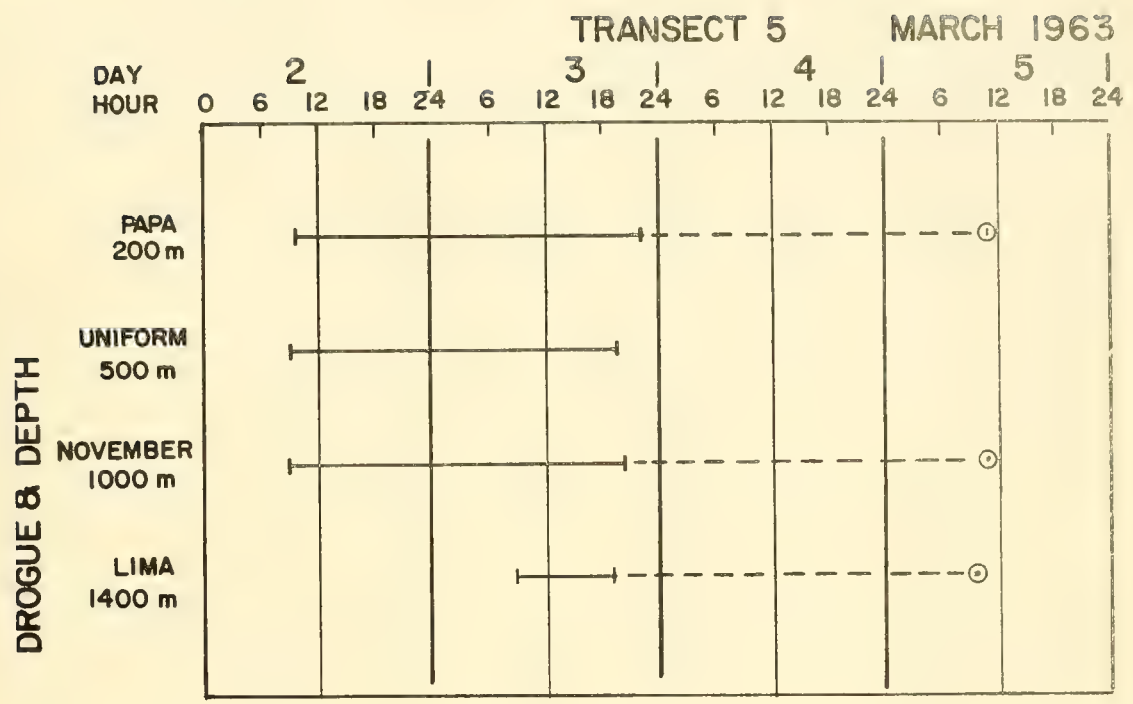 TRANSECT 5 MARCH 1963
DAY 2 3 4 5
HOUR 0 6 12 18 24 6 12 18 24 6 12 18 24 6 12 18 24
PAPA
200 m
UNIFORM
500 m
NOVEMBER
1000 m
LIMA
1400 m
DROGUE & DEPTH